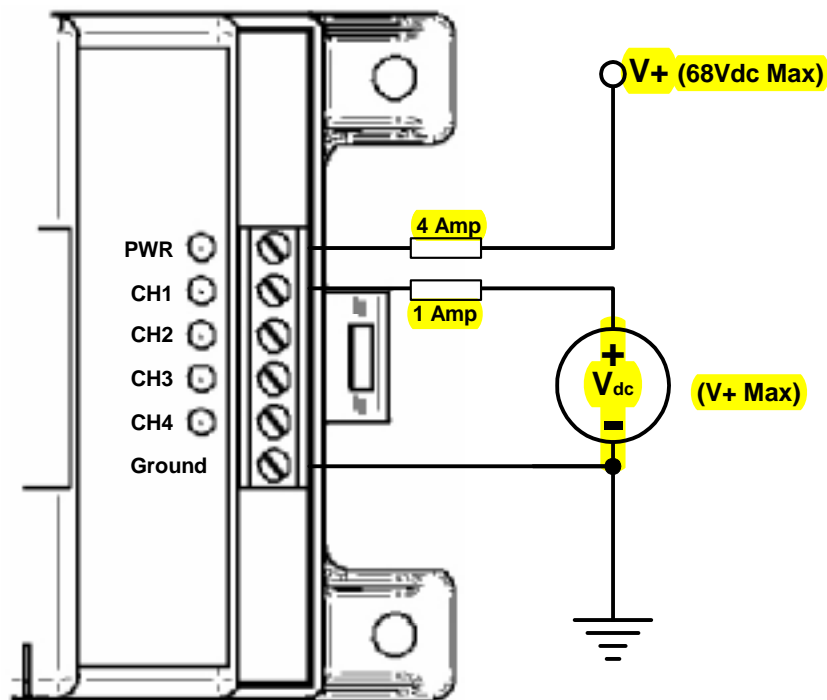 V+ (68Vdc Max)
4 Amp
PWR
CH1
1 Amp
CH2
+
Vdc
CH3
(V+ Max)
CH4
-
Ground